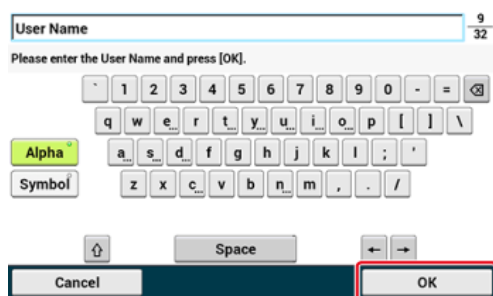 User Name
9
32
Please enter the User Name and press [OK].
` 1 2 3 4 5 6 7 8 9 0 - =
q w e r t y u i o p [ ] \
Alpha a s d f g h j k l ; '
Symbol z x c v b n m , . /
Space
Cancel OK